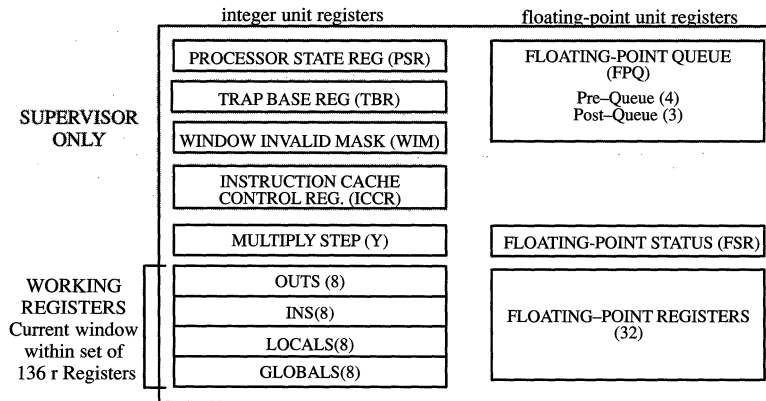 integer unit registers
floating-point unit registers
SUPERVISOR
ONLY
PROCESSOR STATE REG (PSR)
TRAP BASE REG (TBR)
WINDOW INVALID MASK (WIM)
INSTRUCTION CACHE
CONTROL REG. (ICCR)
MULTIPLY STEP (Y)
FLOATING-POINT QUEUE
(FPQ)
Pre–Queue (4)
Post–Queue (3)
FLOATING-POINT STATUS (FSR)
WORKING
REGISTERS
Current window
within set of
136 r Registers
OUTS (8)
INS(8)
LOCALS(8)
GLOBALS(8)
FLOATING–POINT REGISTERS
(32)